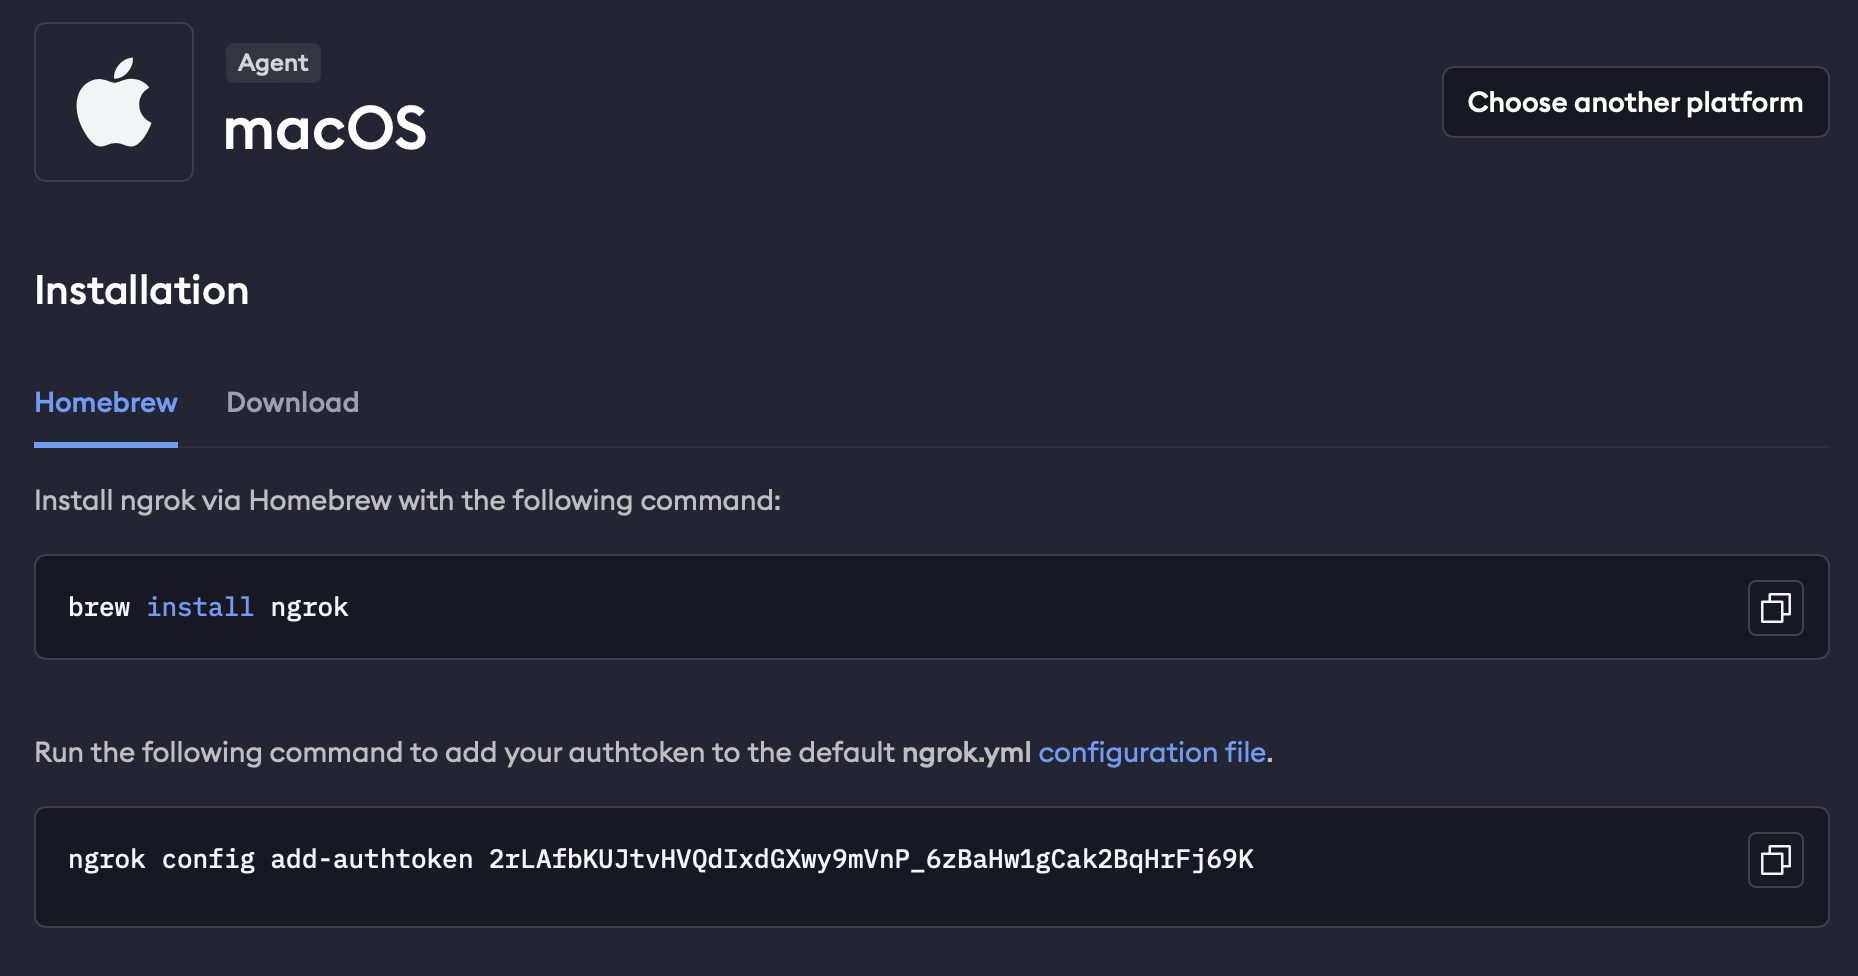 Agent
macOS
Choose another platform
Installation
Homebrew Download
Install ngrok via Homebrew with the following command:
brew install ngrok
Run the following command to add your authtoken to the default ngrok.yml configuration file.
ngrok config add-authtoken 2rLAfbKUJtvHVQdIxdGXwy9mVnP_6zBaHw1gCak2BqHrFj69K